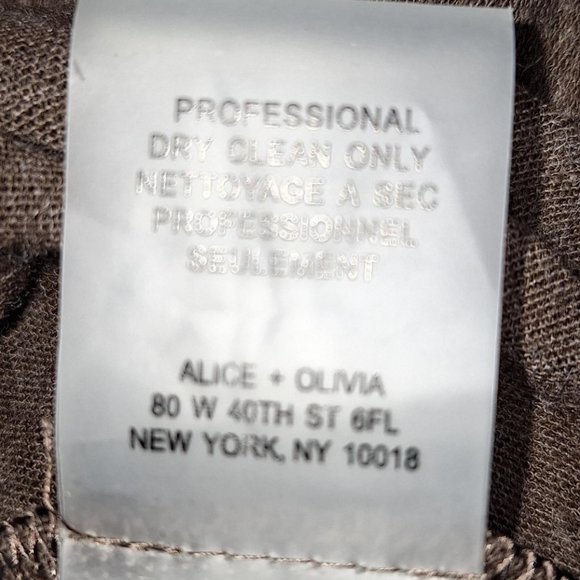 PROFESSIONAL
DRY CLEAN ONLY
NETTOYAGE A SEC
PROFESSIONNEL
SEULEMENT
ALICE + OLIVIA
80 W 40TH ST 6FL
NEW YORK, NY 10018